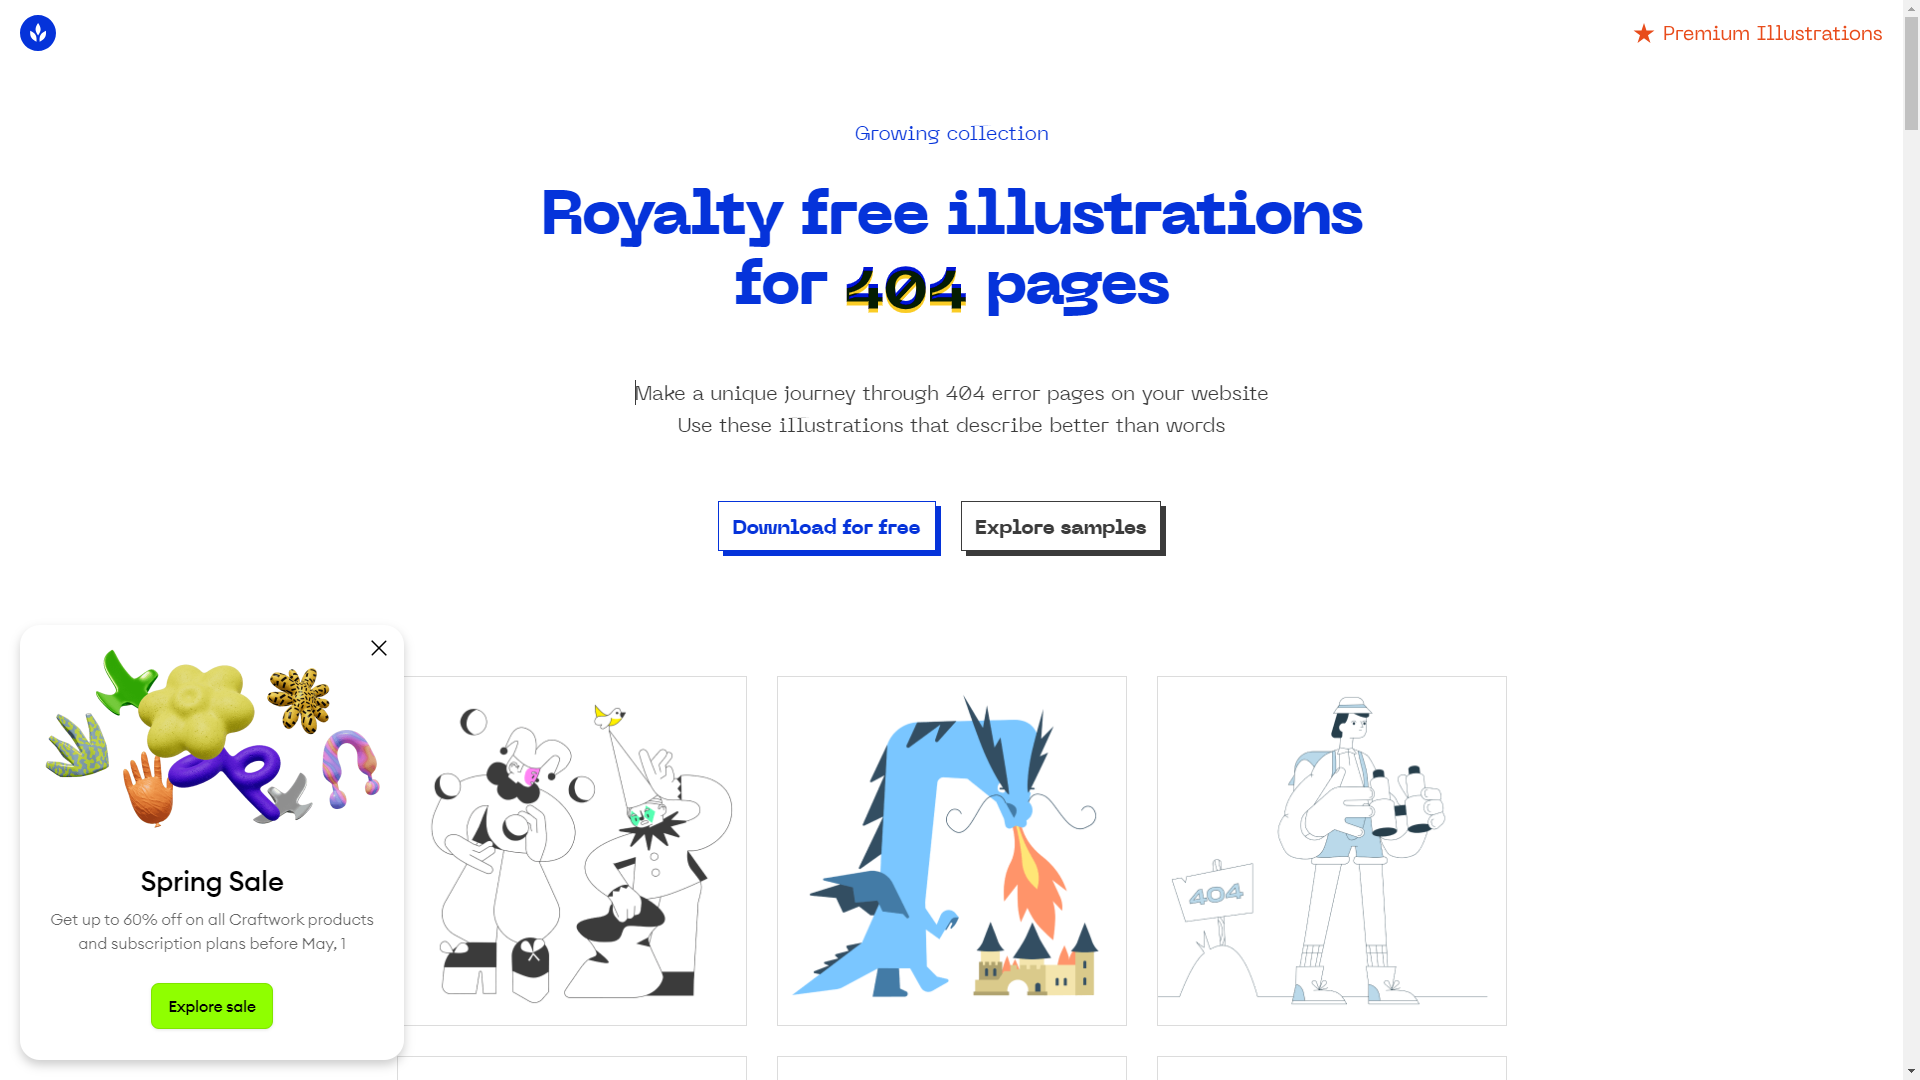 Premium Illustrations
Growing collection
Royalty free illustrations
for 404 pages
Make a unique journey through 404 error pages on your website
Use these illustrations that describe better than words
Download for free
Explore samples
Spring Sale
Get up to 60% off on all Craftwork products
and subscription plans before May, 1
Explore sale
404